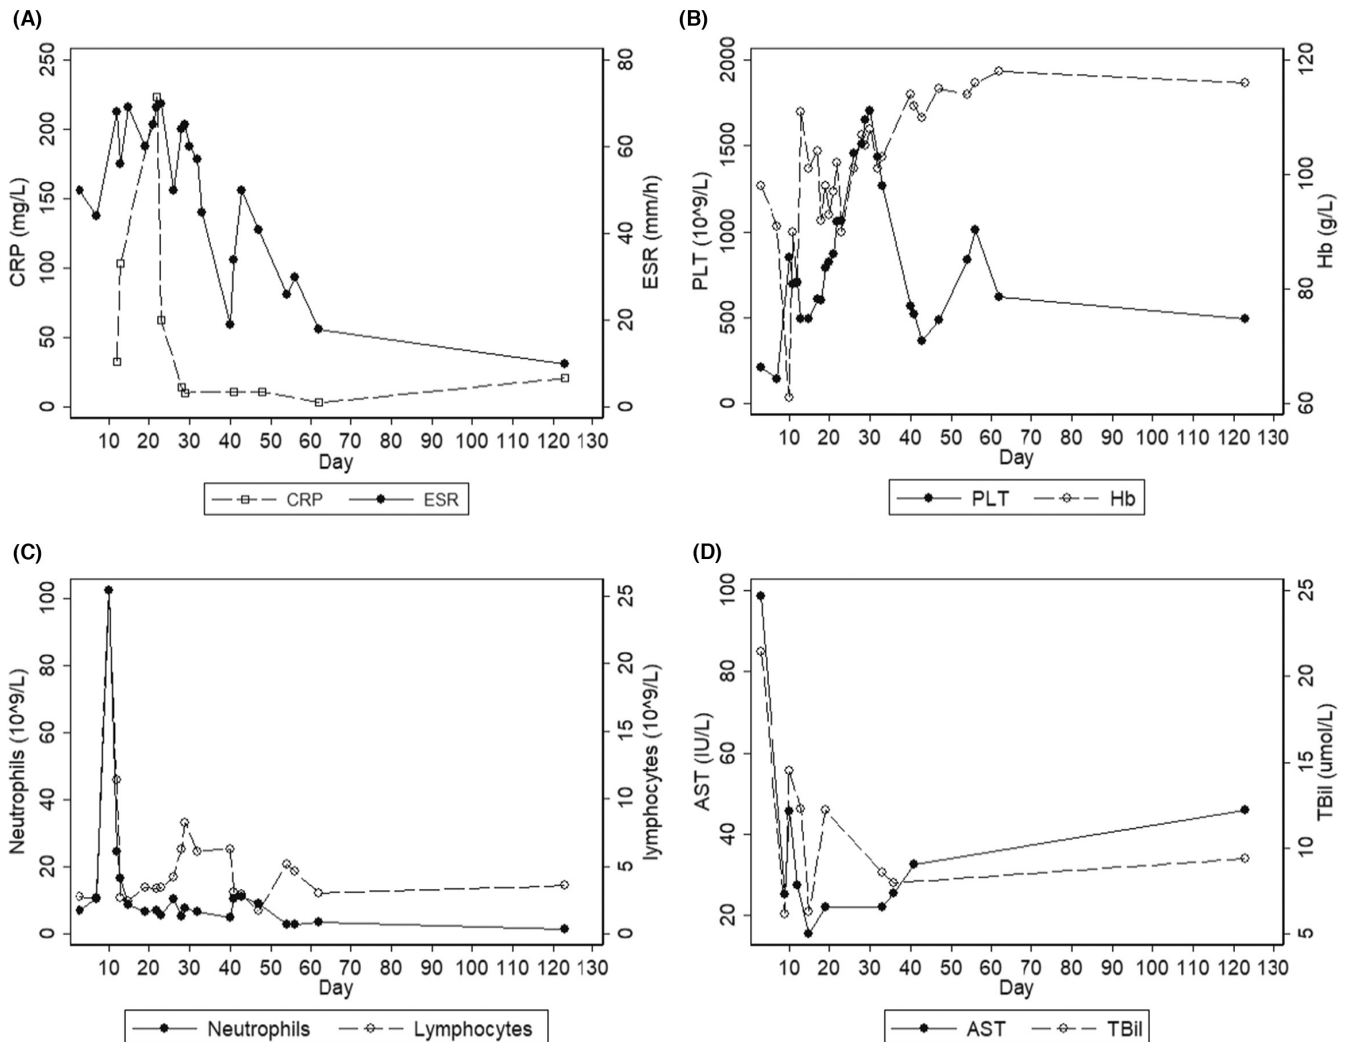 (A)
250
200
150
100
50
0
CRP (mg/L)
80
60
40
20
0
ESR (mm/h)
10 20 30 40 50 60 70 80 90 100 110 120 130
Day
CRP ESR
(B)
2000
1500
1000
500
0
PLT (10^9/L)
120
100
80
60
Hb (g/L)
10 20 30 40 50 60 70 80 90 100 110 120 130
Day
PLT Hb
(C)
100
80
60
40
20
0
Neutrophils (10^9/L)
25
20
15
10
5
0
lymphocytes (10^9/L)
10 20 30 40 50 60 70 80 90 100 110 120 130
Day
Neutrophils Lymphocytes
(D)
100
80
60
40
20
AST (IU/L)
25
20
15
10
5
TBil (umol/L)
10 20 30 40 50 60 70 80 90 100 110 120 130
Day
AST TBil